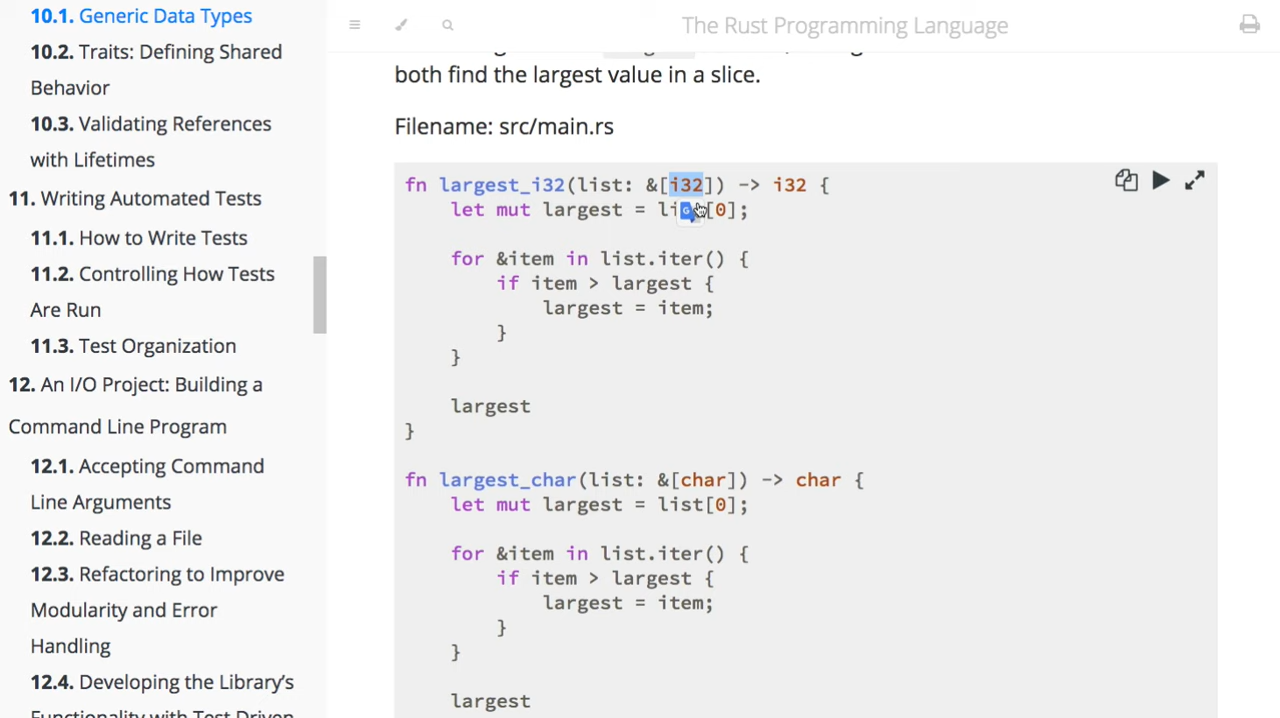 10.1. Generic Data Types
10.2. Traits: Defining Shared
Behavior
10.3. Validating References
with Lifetimes
11. Writing Automated Tests
11.1. How to Write Tests
11.2. Controlling How Tests
Are Run
11.3. Test Organization
12. An I/O Project: Building a
Command Line Program
12.1. Accepting Command
Line Arguments
12.2. Reading a File
12.3. Refactoring to Improve
Modularity and Error
Handling
12.4. Developing the Library's
Functionality with Test Driven
The Rust Programming Language
both find the largest value in a slice.
Filename: src/main.rs
fn largest_i32(list: &[i32]) -> i32 {
let mut largest = li [0];
for &item in list.iter() {
if item > largest {
largest = item;
}
}
largest
}
fn largest_char(list: &[char]) -> char {
let mut largest = list[0];
for &item in list.iter() {
if item > largest {
largest = item;
}
}
largest